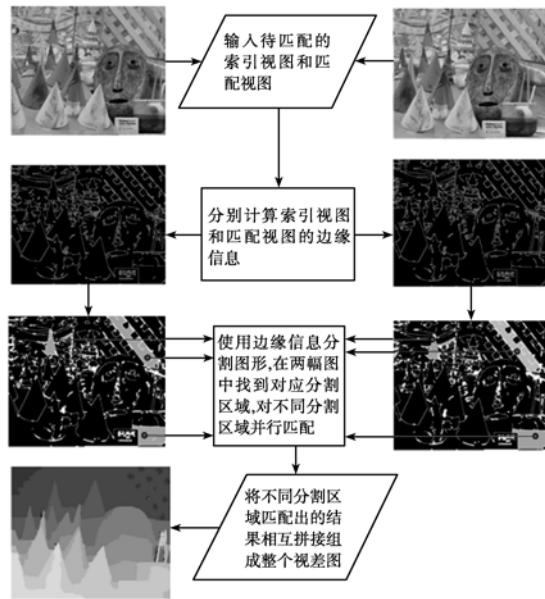 输入待匹配的
索引视图和匹
配视图
分别计算索引视图
和匹配视图的边缘
信息
使用边缘信息分
割图形,在两幅图
中找到对应分割
区域,对不同分割
区域并行匹配
将不同分割区
域匹配出的结
果相互拼接组
成整个视差图